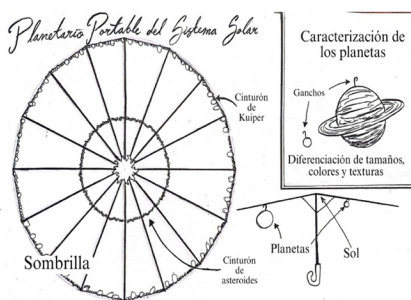 Planetario Portable del Sistema Solar
Cinturón
de
Kuiper
Sombrilla
Cinturón
de
asteroides
Caracterización de
los planetas
Ganchos
Diferenciación de tamaños,
colores y texturas
Planetas
Sol